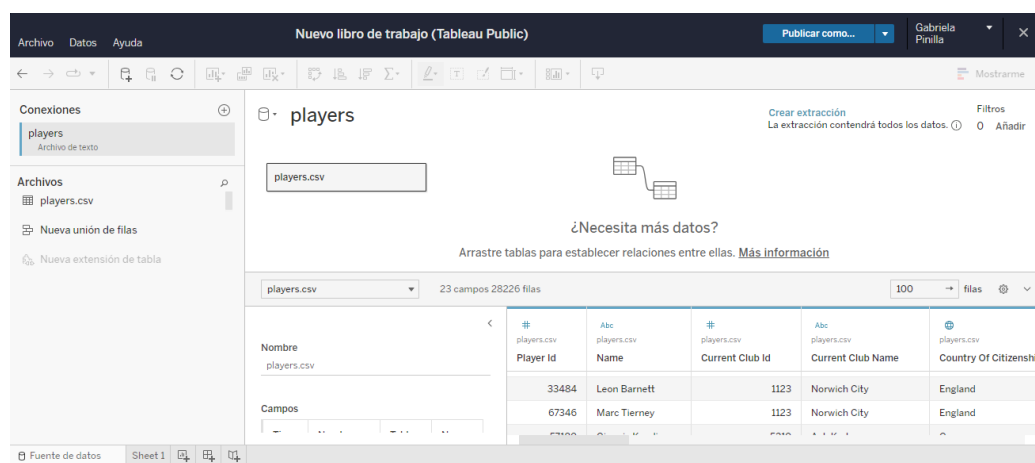 Nuevo libro de trabajo (Tableau Public)
Publicar como...
Gabriela
Pinilla
Archivo Datos Ayuda
Mostrarme
Conexiones
players
Archivo de texto
Archivos
players.csv
Nueva unión de filas
Nueva extensión de tabla
players
Crear extracción
La extracción contendrá todos los datos.
Filtros
0 Añadir
players.csv
¿Necesita más datos?
Arrastre tablas para establecer relaciones entre ellas. Más información
players.csv
23 campos 28226 filas
100 → filas
Nombre
players.csv
Campos
# Abc # Abc
players.csv players.csv players.csv players.csv players.csv
Player Id Name Current Club Id Current Club Name Country Of Citizenshi
33484 Leon Barnett 1123 Norwich City England
67346 Marc Tierney 1123 Norwich City England
Fuente de datos
Sheet 1